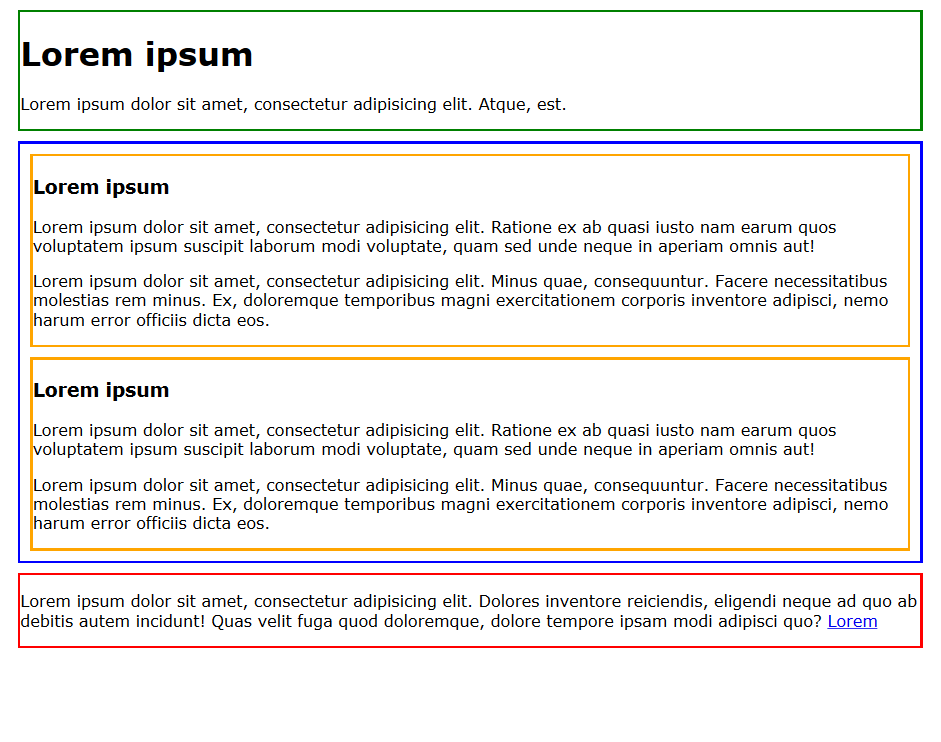 Lorem ipsum
Lorem ipsum dolor sit amet, consectetur adipisicing elit. Atque, est.
Lorem ipsum
Lorem ipsum dolor sit amet, consectetur adipisicing elit. Ratione ex ab quasi iusto nam earum quos
voluptatem ipsum suscipit laborum modi voluptate, quam sed unde neque in aperiam omnis aut!
Lorem ipsum dolor sit amet, consectetur adipisicing elit. Minus quae, consequuntur. Facere necessitatibus
molestias rem minus. Ex, doloremque temporibus magni exercitationem corporis inventore adipisci, nemo
harum error officiis dicta eos.
Lorem ipsum
Lorem ipsum dolor sit amet, consectetur adipisicing elit. Ratione ex ab quasi iusto nam earum quos
voluptatem ipsum suscipit laborum modi voluptate, quam sed unde neque in aperiam omnis aut!
Lorem ipsum dolor sit amet, consectetur adipisicing elit. Minus quae, consequuntur. Facere necessitatibus
molestias rem minus. Ex, doloremque temporibus magni exercitationem corporis inventore adipisci, nemo
harum error officiis dicta eos.
Lorem ipsum dolor sit amet, consectetur adipisicing elit. Dolores inventore reiciendis, eligendi neque ad quo ab
debitis autem incidunt! Quas velit fuga quod doloremque, dolore tempore ipsam modi adipisci quo? Lorem